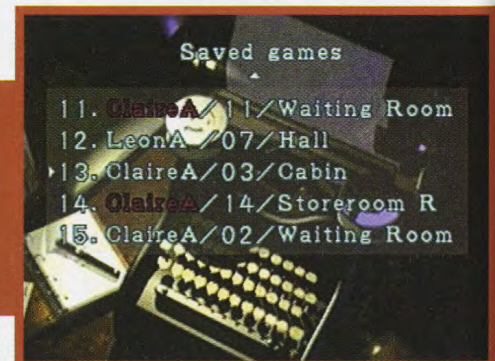 Saved games
11. ClaireA/11/Waiting Room
12. LeonA /07/Hall
13. ClaireA/03/Cabin
14. ClaireA/14/Storeroom R
15. ClaireA/02/Waiting Room